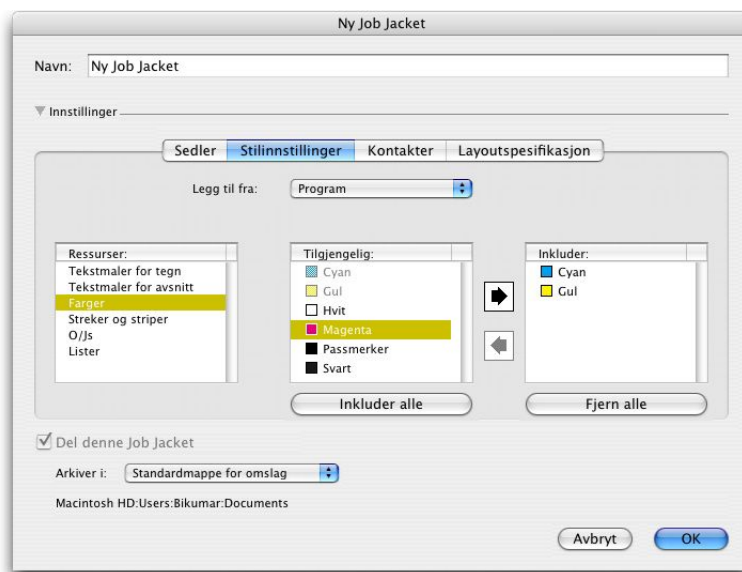 Ny Job Jacket
Navn: Ny Job Jacket
Innstillinger
Sedler Stilinnstillinger Kontakter Layoutspesifikasjon
Legg til fra: Program
Ressurser:
Tekstmaler for tegn
Tekstmaler for avsnitt
Farger
Streker og striper
O/Js
Lister
Tilgjengelig:
Cyan
Gul
Hvit
Magenta
Passmerker
Svart
Inkluder alle
Inkluder:
Cyan
Gul
Fjern alle
Del denne Job Jacket
Arkiver i: Standardmappe for omslag
Macintosh HD:Users:Bikumar:Documents
Avbryt OK